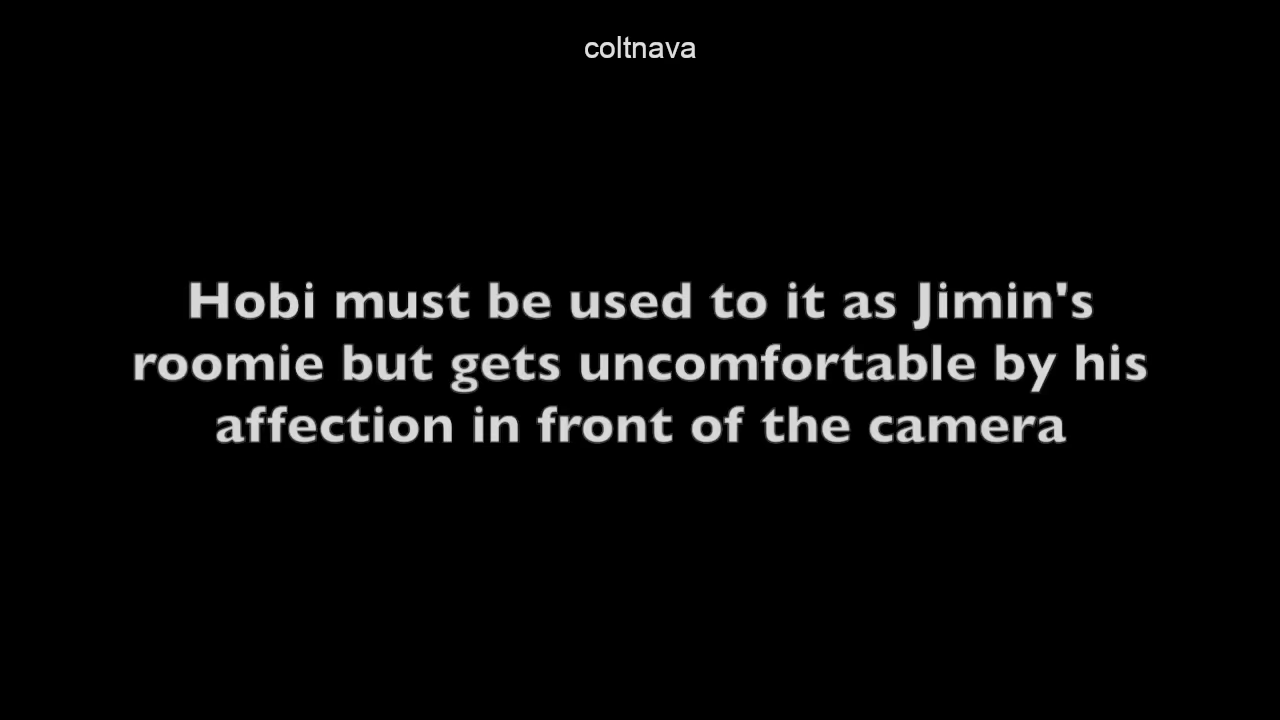 coltnava
Hobi must be used to it as Jimin's
roomie but gets uncomfortable by his
affection in front of the camera